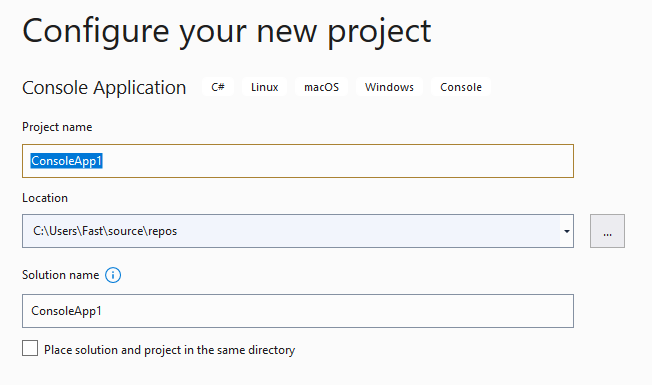 Configure your new project
Console Application C# Linux macOS Windows Console
Project name
ConsoleApp1
Location
C:\Users\Fast\source\repos
...
Solution name
ConsoleApp1
Place solution and project in the same directory